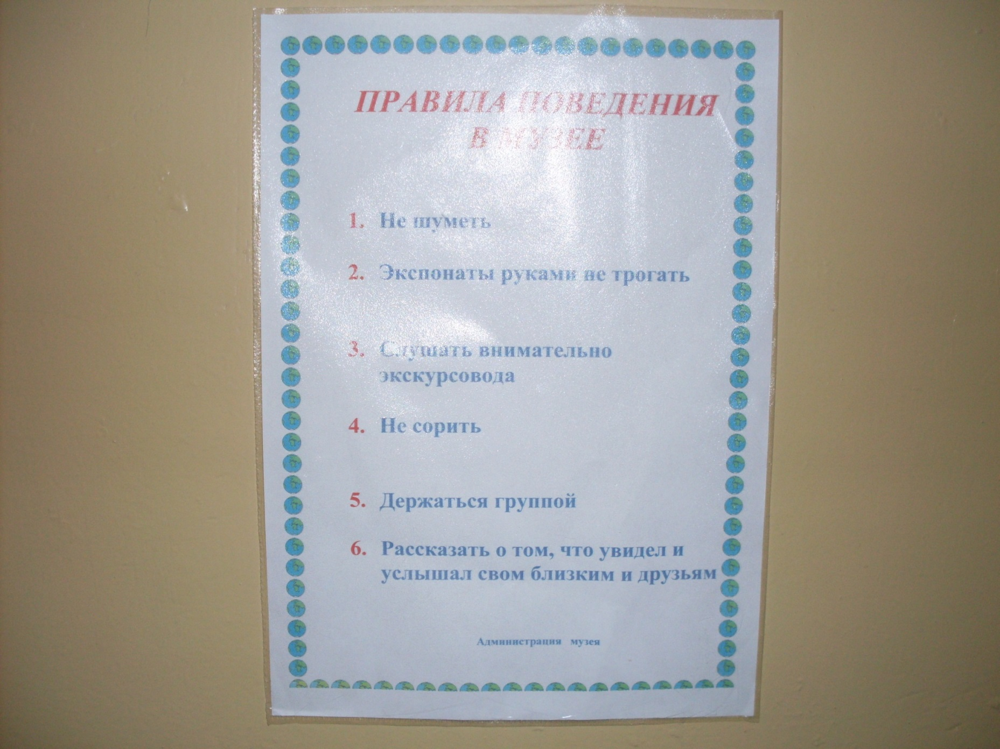 ПРАВИЛА ПОВЕДЕНИЯ
В МУЗЕЕ
1. Не шуметь
2. Экспонаты руками не трогать
3. Слушать внимательно
экскурсовода
4. Не сорить
5. Держаться группой
6. Рассказать о том, что увидел и
услышал свом близким и друзьям
Администрация музея